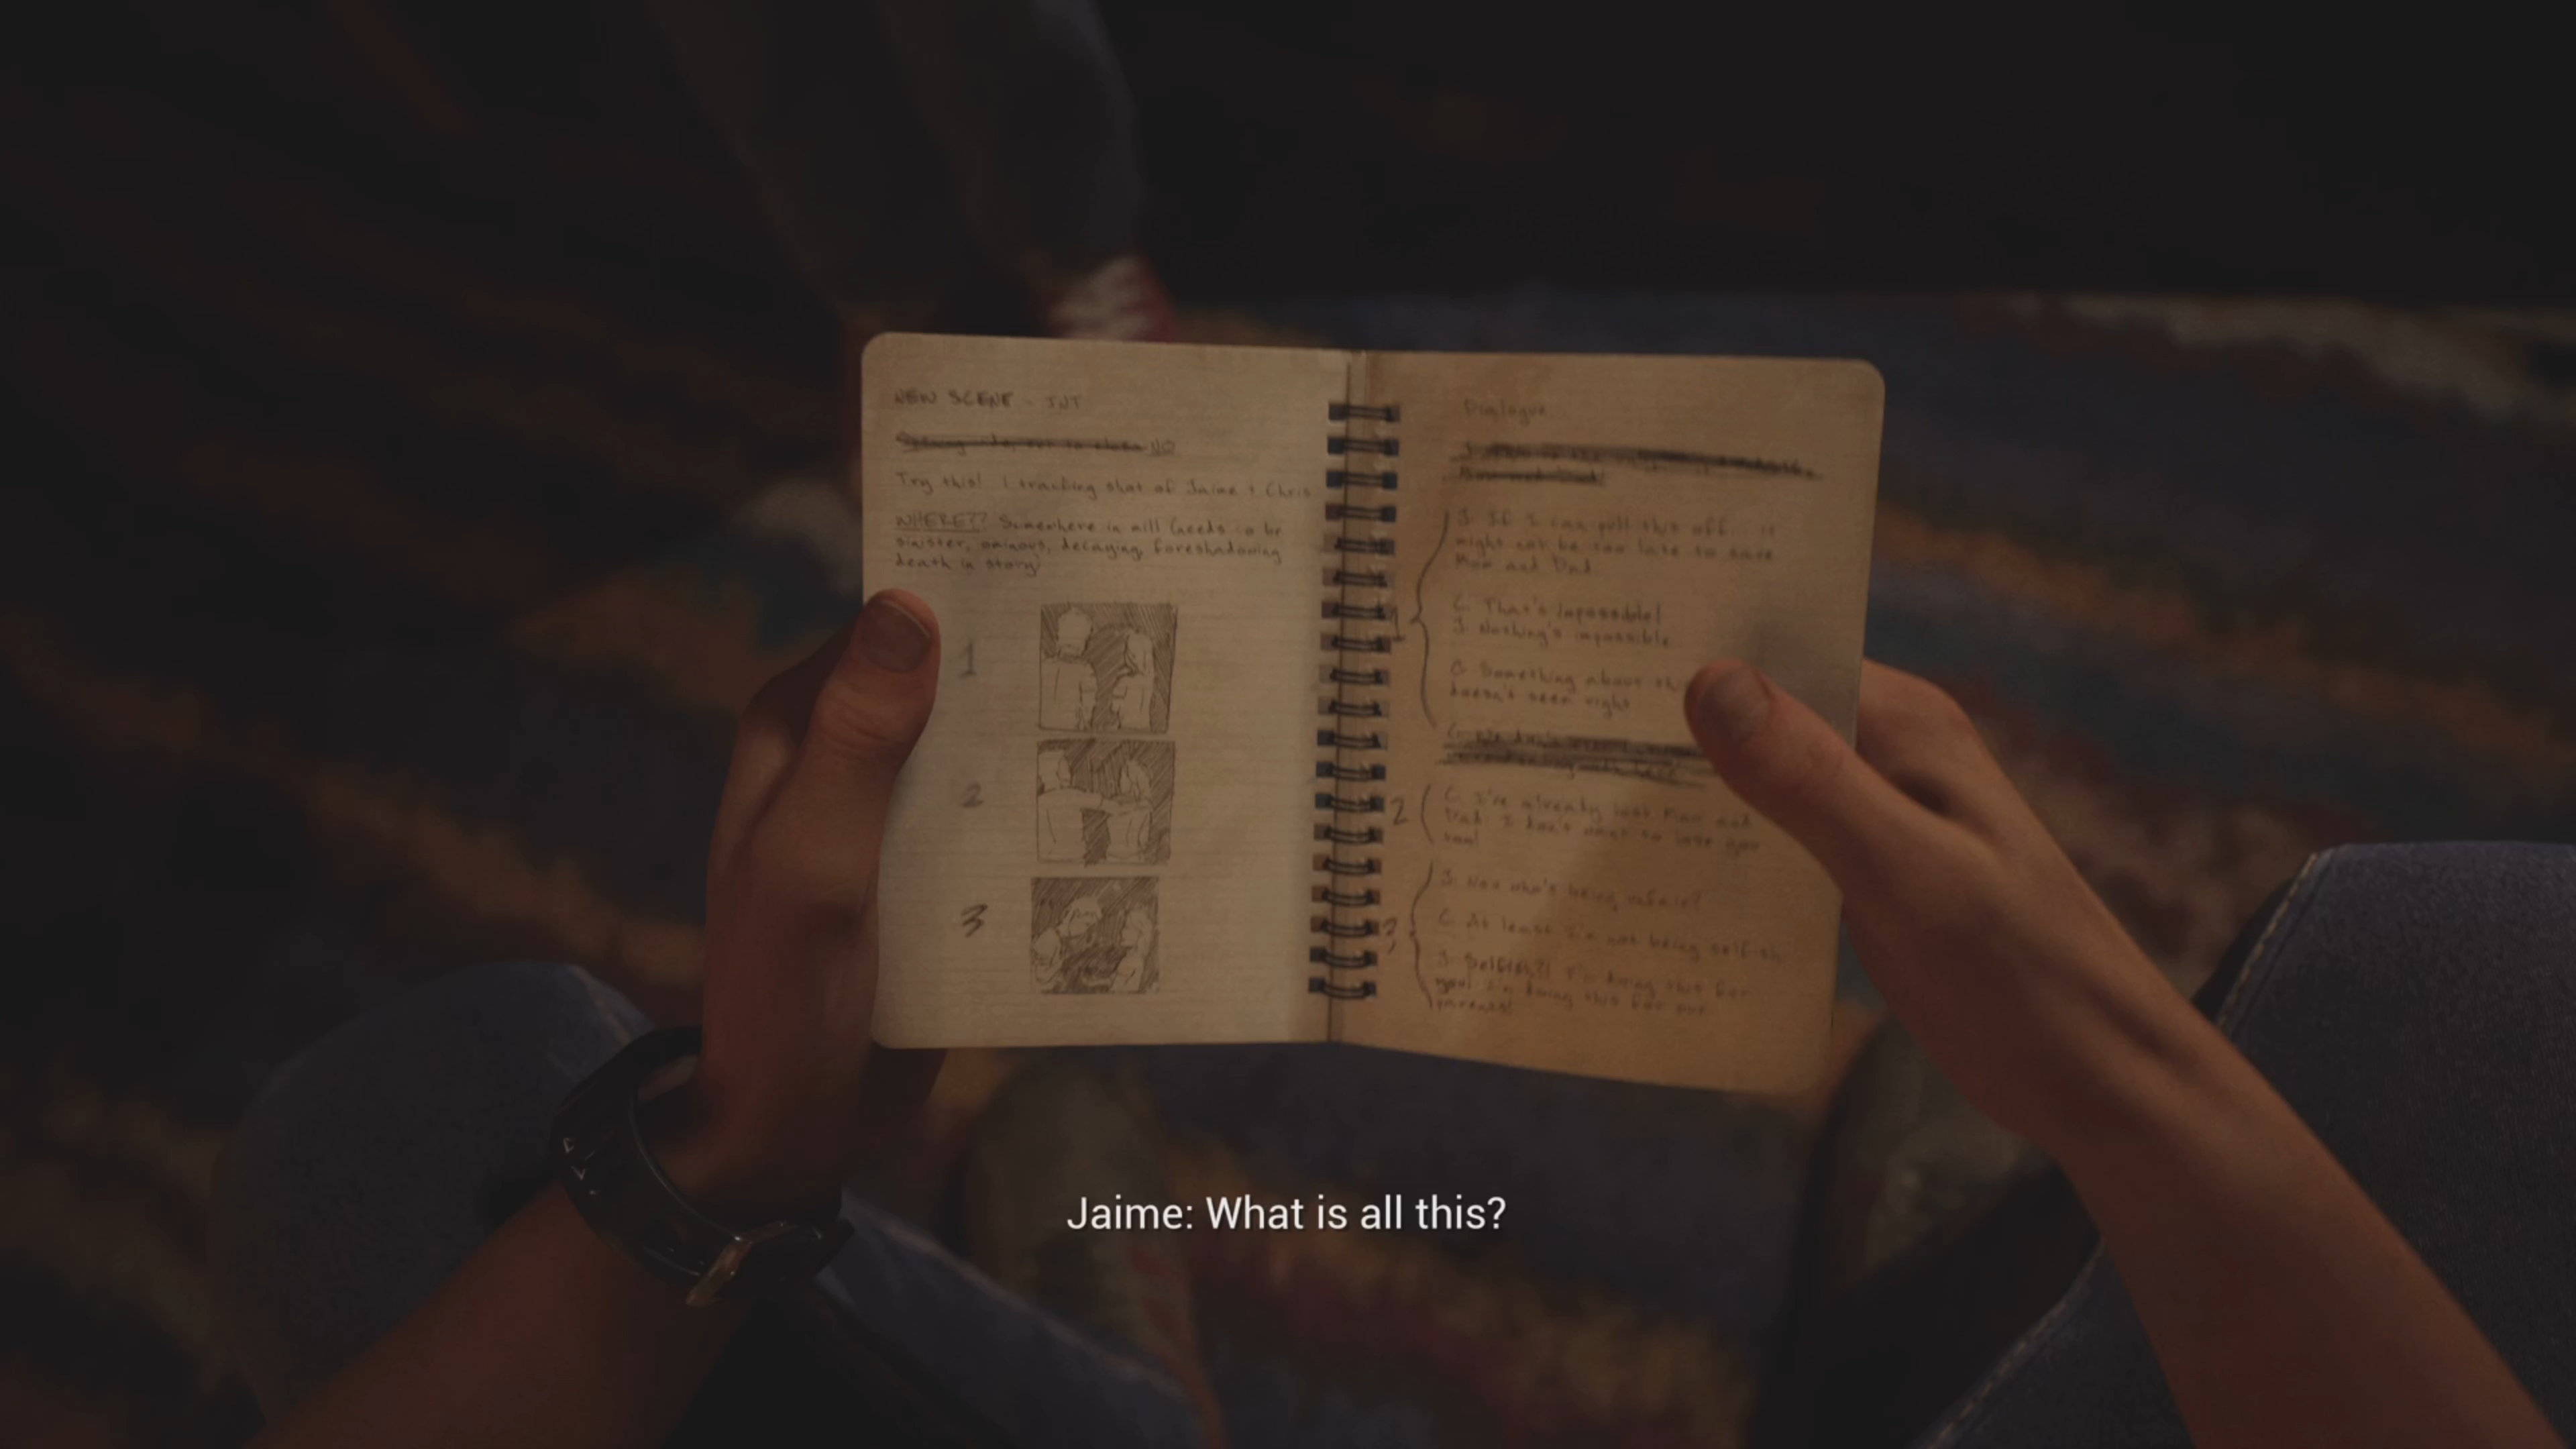 NEW SCENE - INT
NO
Try this! 1 tracking shot of Jaime + Chris
WHERE?? Somewhere in mill (needs to be
sinister, ominous, decaying, foreshadowing
death in story)
1
2
3
Dialogue
J. If I can pull this off... it
might not be too late to save
Mom and Dad.
C. That's impossible!
J. Nothing's impossible
C. Something about
doesn't seem right
1
C. I've already lost Mom and
Dad I don't want to lose you
too!
2
J. Now who's being unfair?
C. At least I'm not being selfish
J. Selfish?! I'm doing this for
you! I'm doing this for our
parents!
3
Jaime: What is all this?